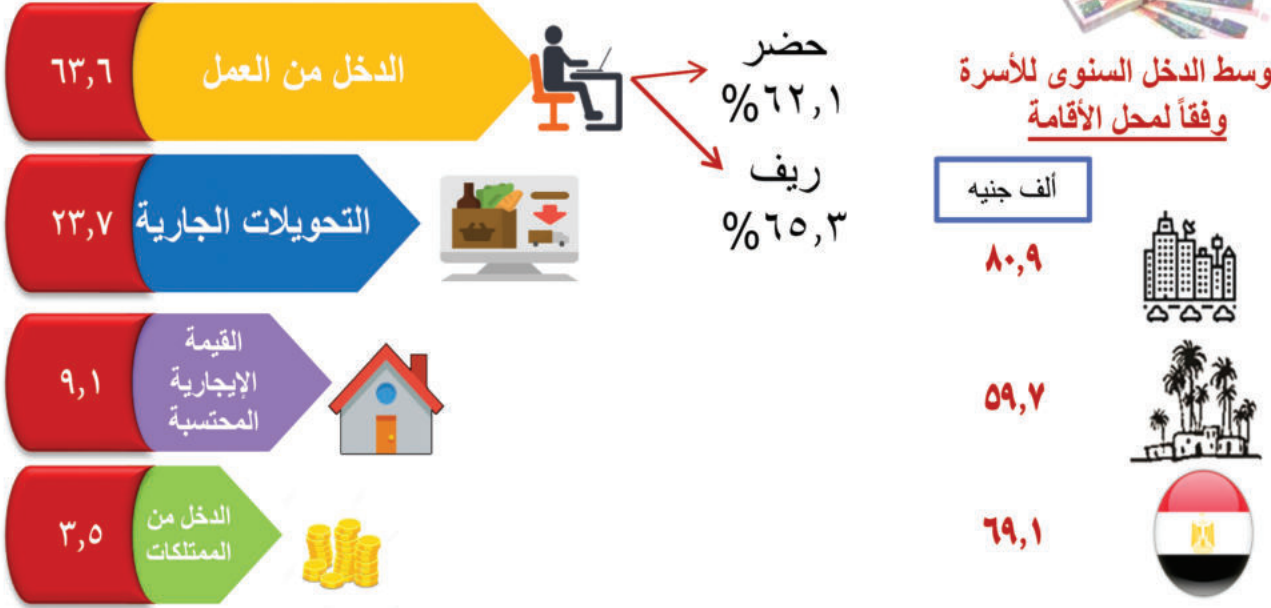 وسط الدخل السنوى للأسرة
وفقاً لمحل الأقامة
ألف جنيه
٨٠,٩
٥٩,٧
٦٩,١
حضر
%٦٢,١
ريف
%٦٥,٣
الدخل من العمل
٦٣,٦
التحويلات الجارية
٢٣,٧
القيمة
الإيجارية
المحتسبة
٩,١
الدخل من
الممتلكات
٣,٥